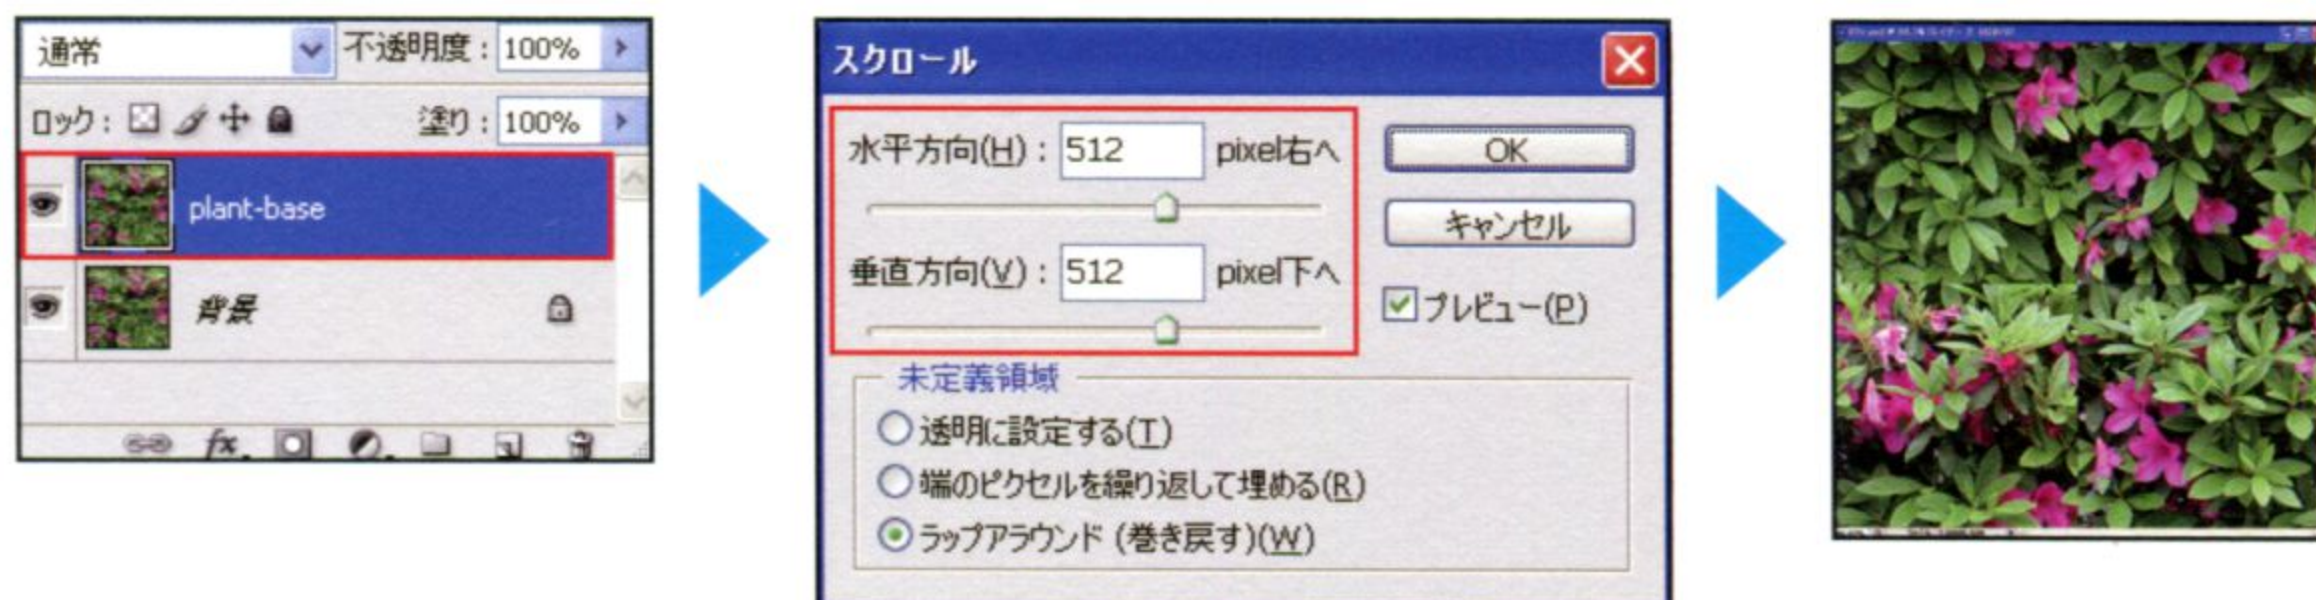 通常 不透明度： 100%
ロック： 塗り： 100%
plant-base
背景
fx.
スクロール
水平方向(H)： 512 pixel右へ
垂直方向(V)： 512 pixel下へ
OK
キャンセル
プレビュー(P)
未定義領域
透明に設定する(T)
端のピクセルを繰り返して埋める(R)
ラップアラウンド (巻き戻す)(W)